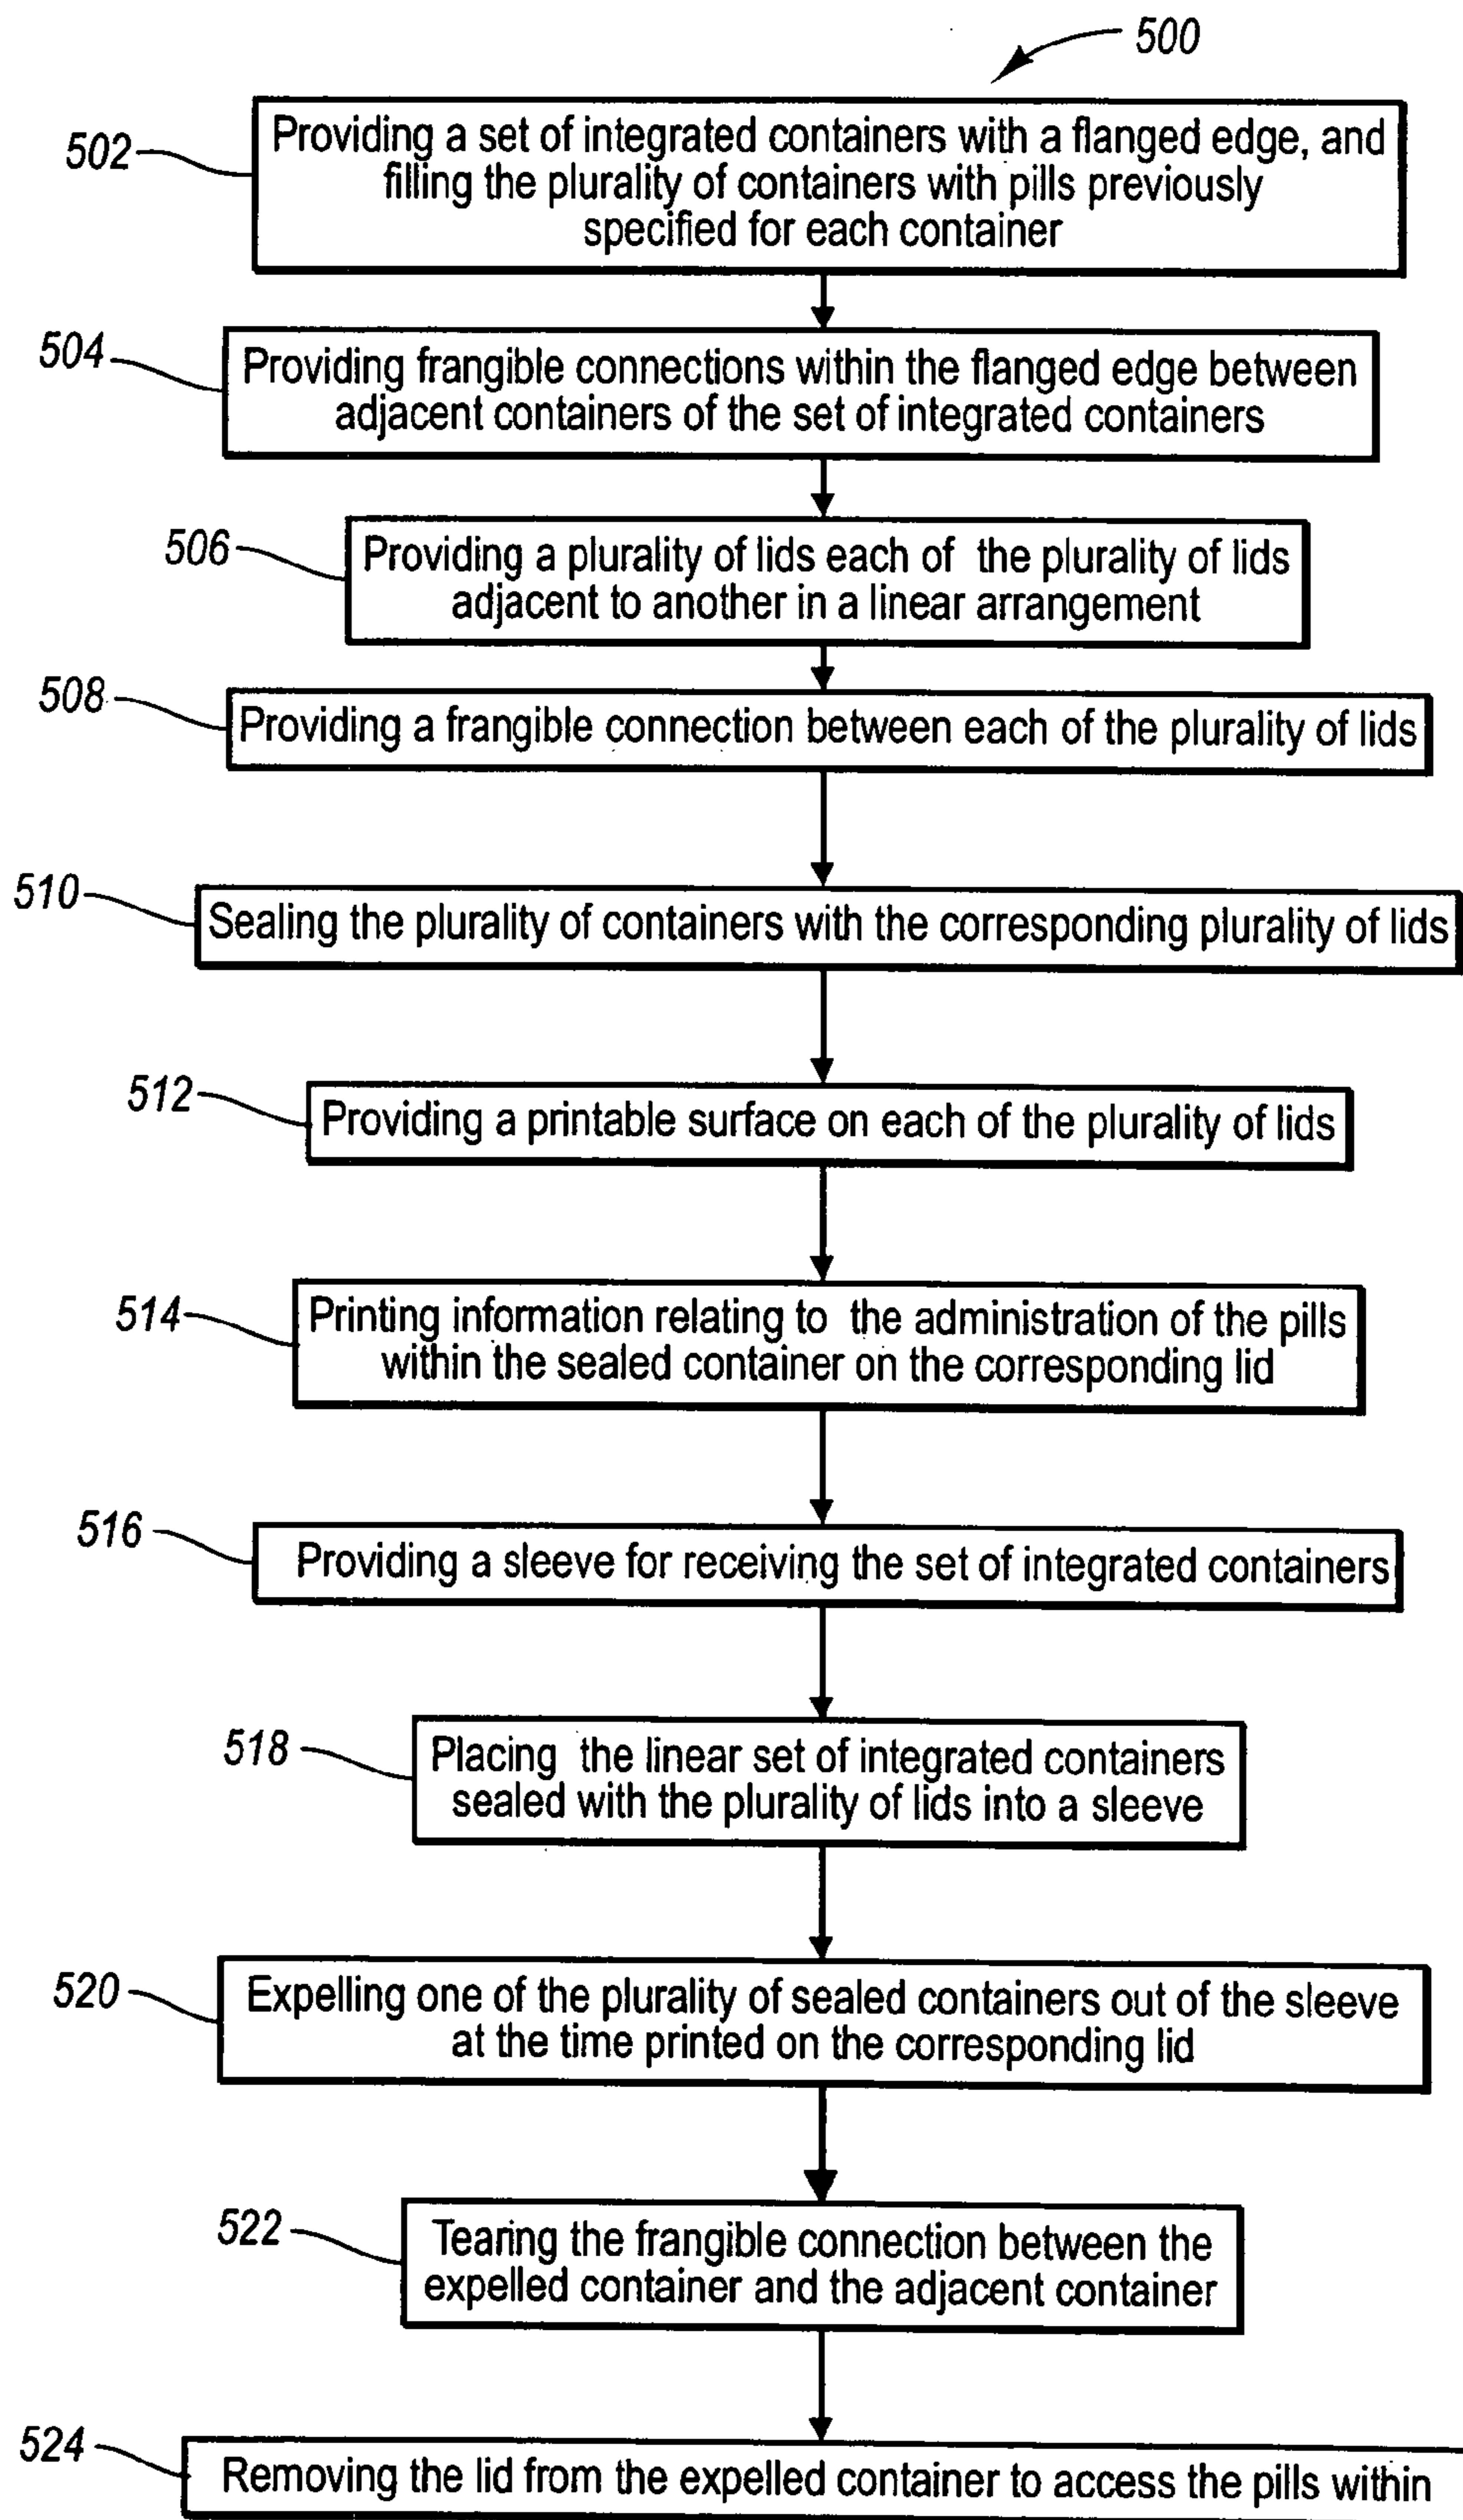 500
502
Providing a set of integrated containers with a flanged edge, and
filling the plurality of containers with pills previously
specified for each container
504
Providing frangible connections within the flanged edge between
adjacent containers of the set of integrated containers
506
Providing a plurality of lids each of the plurality of lids
adjacent to another in a linear arrangement
508
Providing a frangible connection between each of the plurality of lids
510
Sealing the plurality of containers with the corresponding plurality of lids
512
Providing a printable surface on each of the plurality of lids
514
Printing information relating to the administration of the pills
within the sealed container on the corresponding lid
516
Providing a sleeve for receiving the set of integrated containers
518
Placing the linear set of integrated containers
sealed with the plurality of lids into a sleeve
520
Expelling one of the plurality of sealed containers out of the sleeve
at the time printed on the corresponding lid
522
Tearing the frangible connection between the
expelled container and the adjacent container
524
Removing the lid from the expelled container to access the pills within